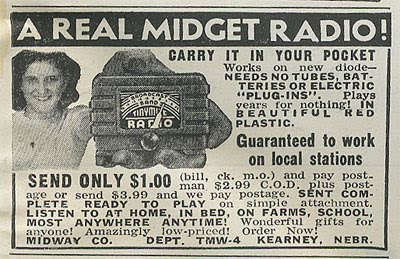 A REAL MIDGET RADIO!
CARRY IT IN YOUR POCKET
Works on new diode—
NEEDS NO TUBES, BAT-
TERIES OR ELECTRIC
"PLUG-INS". Plays
years for nothing! IN
BEAUTIFUL RED
PLASTIC.
BROADCAST
BAND
TINYMITE
RADIO
Guaranteed to work
on local stations
SEND ONLY $1.00 (bill, ck. m.o.) and pay post-
man $2.99 C.O.D. plus post-
age or send $3.99 and we pay postage. SENT COM-
PLETE READY TO PLAY on simple attachment.
LISTEN TO AT HOME, IN BED, ON FARMS, SCHOOL,
MOST ANYWHERE ANYTIME! Wonderful gifts for
anyone! Amazingly low-priced! Order Now!
MIDWAY CO. DEPT. TMW-4 KEARNEY, NEBR.